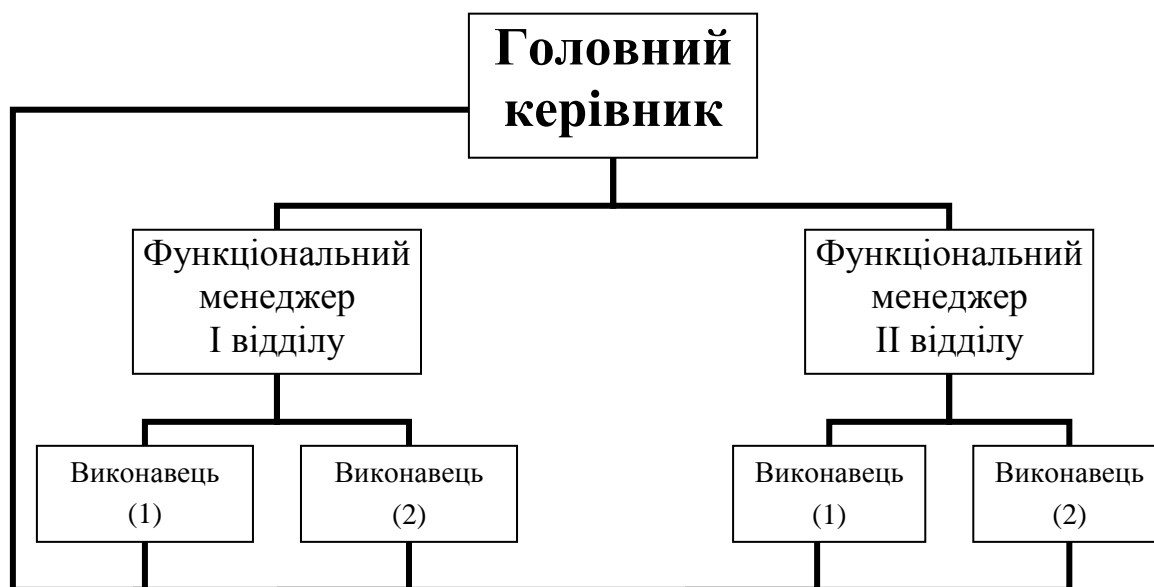 Головний
керівник
Функціональний
менеджер
І відділу
Функціональний
менеджер
ІІ відділу
Виконавець
(1)
Виконавець
(2)
Виконавець
(1)
Виконавець
(2)